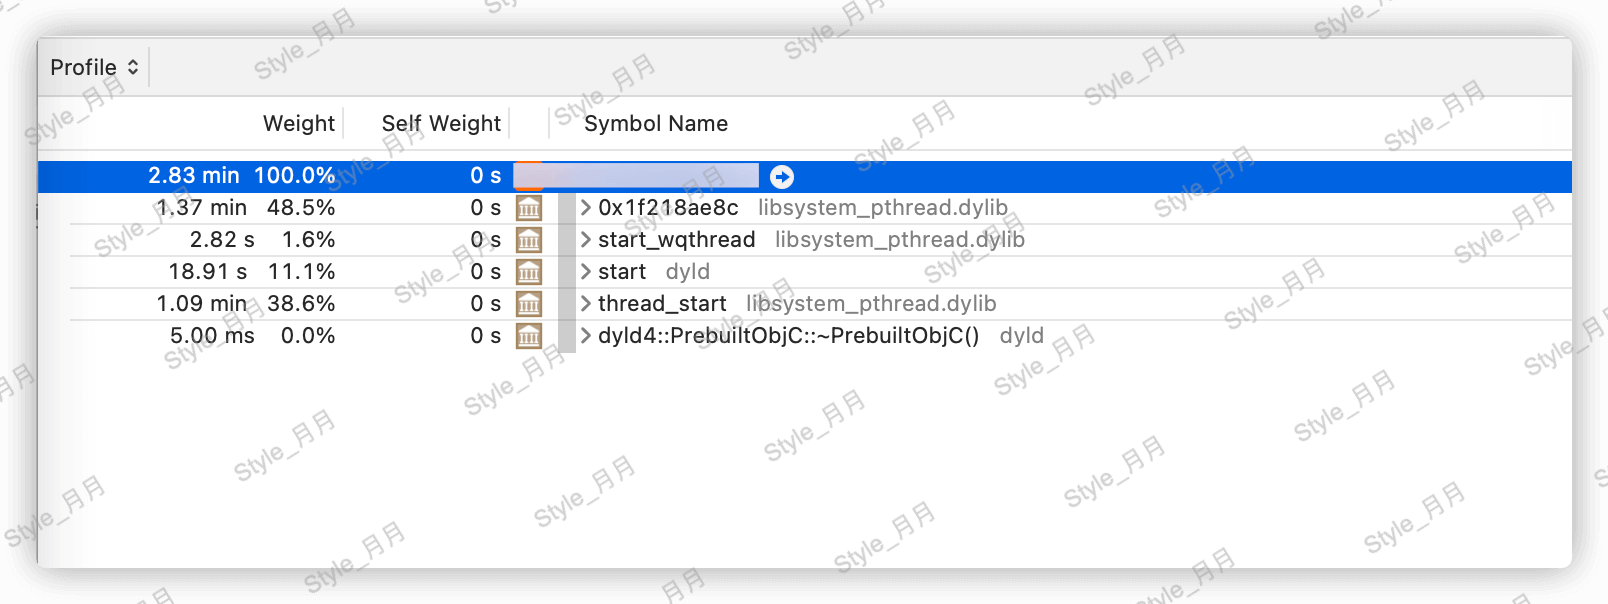 Profile
Weight Self Weight Symbol Name
2.83 min 100.0% 0 s
1.37 min 48.5% 0 s 0x1f218ae8c libsystem_pthread.dylib
2.82 s 1.6% 0 s start_wqthread libsystem_pthread.dylib
18.91 s 11.1% 0 s start dyld
1.09 min 38.6% 0 s thread_start libsystem_pthread.dylib
5.00 ms 0.0% 0 s dyld4::PrebuiltObjC::~PrebuiltObjC() dyld
Style_月月